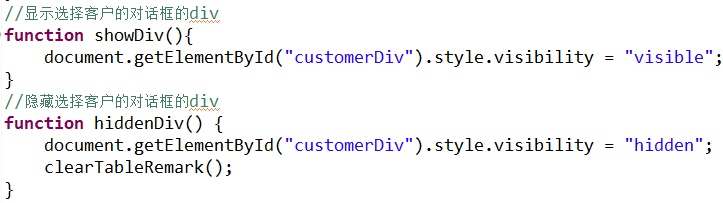 //显示选择客户的对话框的div
function showDiv(){
    document.getElementById("customerDiv").style.visibility = "visible";
}
//隐藏选择客户的对话框的div
function hiddenDiv() {
    document.getElementById("customerDiv").style.visibility = "hidden";
    clearTableRemark();
}